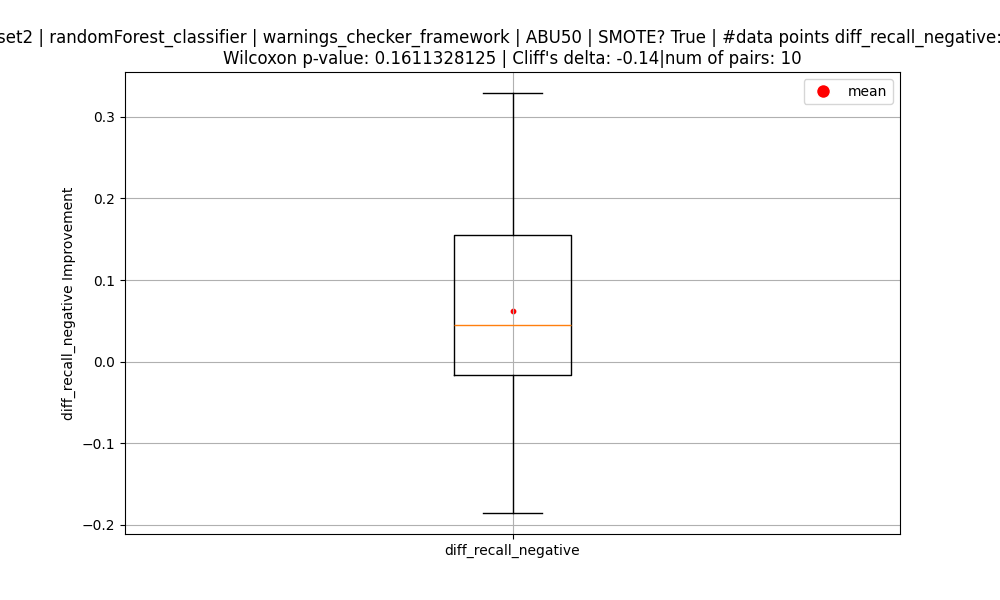 set2 | randomForest_classifier | warnings_checker_framework | ABU50 | SMOTE? True | #data points diff_recall_negative:
Wilcoxon p-value: 0.1611328125 | Cliff's delta: -0.14|num of pairs: 10
mean
0.3
0.2
0.1
0.0
−0.1
−0.2
diff_recall_negative Improvement
diff_recall_negative